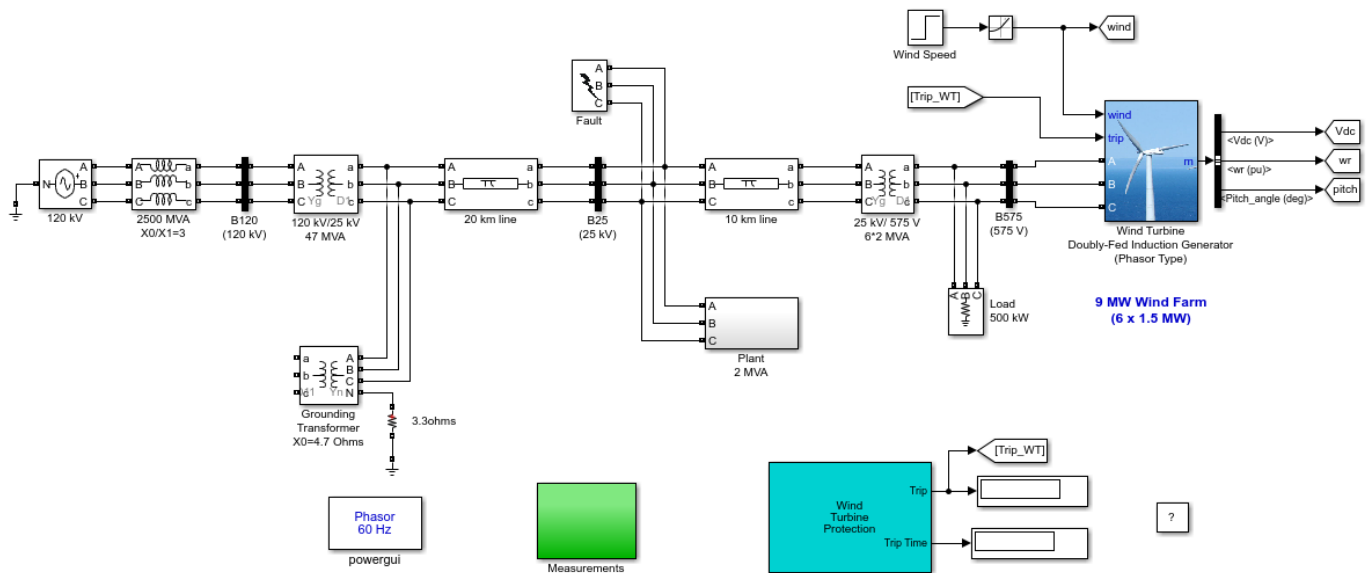 Wind Speed
wind
[Trip_WT]
wind
trip
A
B
C
m
<Vdc (V)>
<wr (pu)>
<Pitch_angle (deg)>
Vdc
wr
pitch
Wind Turbine
Doubly-Fed Induction Generator
(Phasor Type)
9 MW Wind Farm
(6 x 1.5 MW)
A
B
C
Fault
N
A
B
C
120 kV
A
B
C
a
b
c
2500 MVA
X0/X1=3
B120
(120 kV)
A
B
C
a
b
c
Yg
D1
120 kV/25 kV
47 MVA
A
B
C
a
b
c
20 km line
B25
(25 kV)
A
B
C
a
b
c
10 km line
A
B
C
a
b
c
Yg
25 kV/ 575 V
6*2 MVA
B575
(575 V)
A
B
C
Load
500 kW
A
B
C
Plant
2 MVA
a
b
c
A
B
C
N
Yn
Grounding
Transformer
X0=4.7 Ohms
3.3ohms
Phasor
60 Hz
powergui
Measurements
Wind
Turbine
Protection
Trip
Trip Time
[Trip_WT]
?